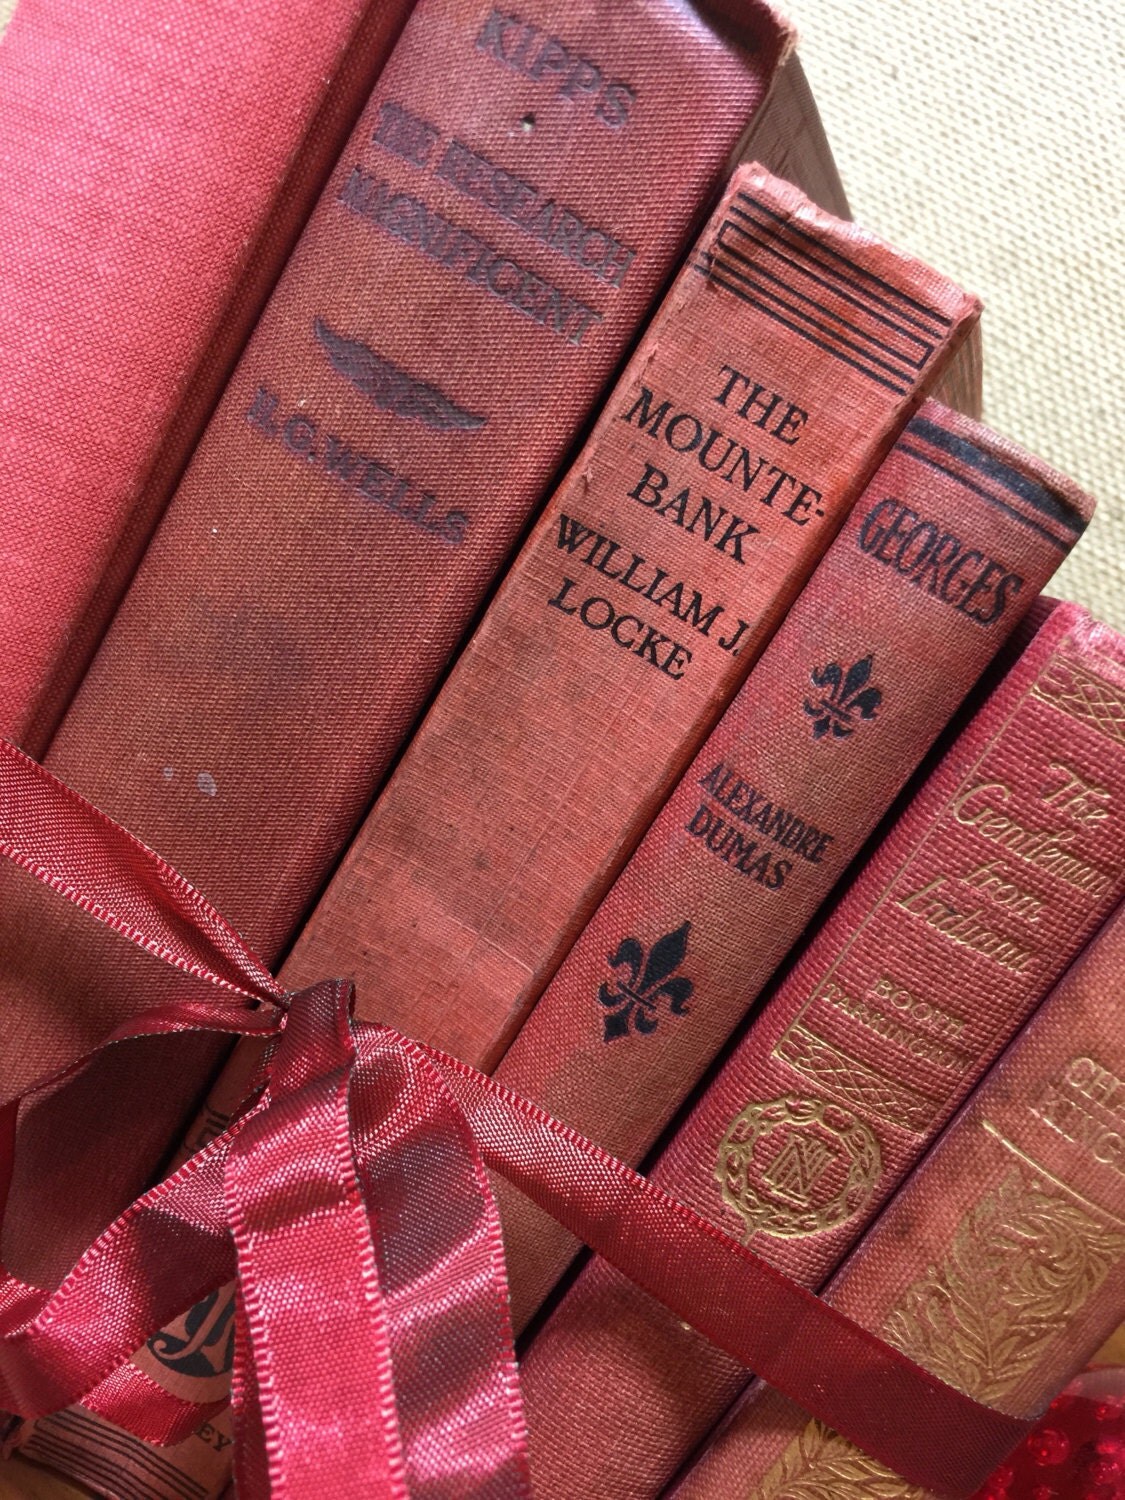 KIPPS
THE RESEARCH
MAGNIFICENT
H.G. WELLS
THE
MOUNTE-
BANK
WILLIAM J.
LOCKE
GEORGES
ALEXANDRE
DUMAS
The
Gentleman
from
Indiana
BOOTH
TARKINGTON
N